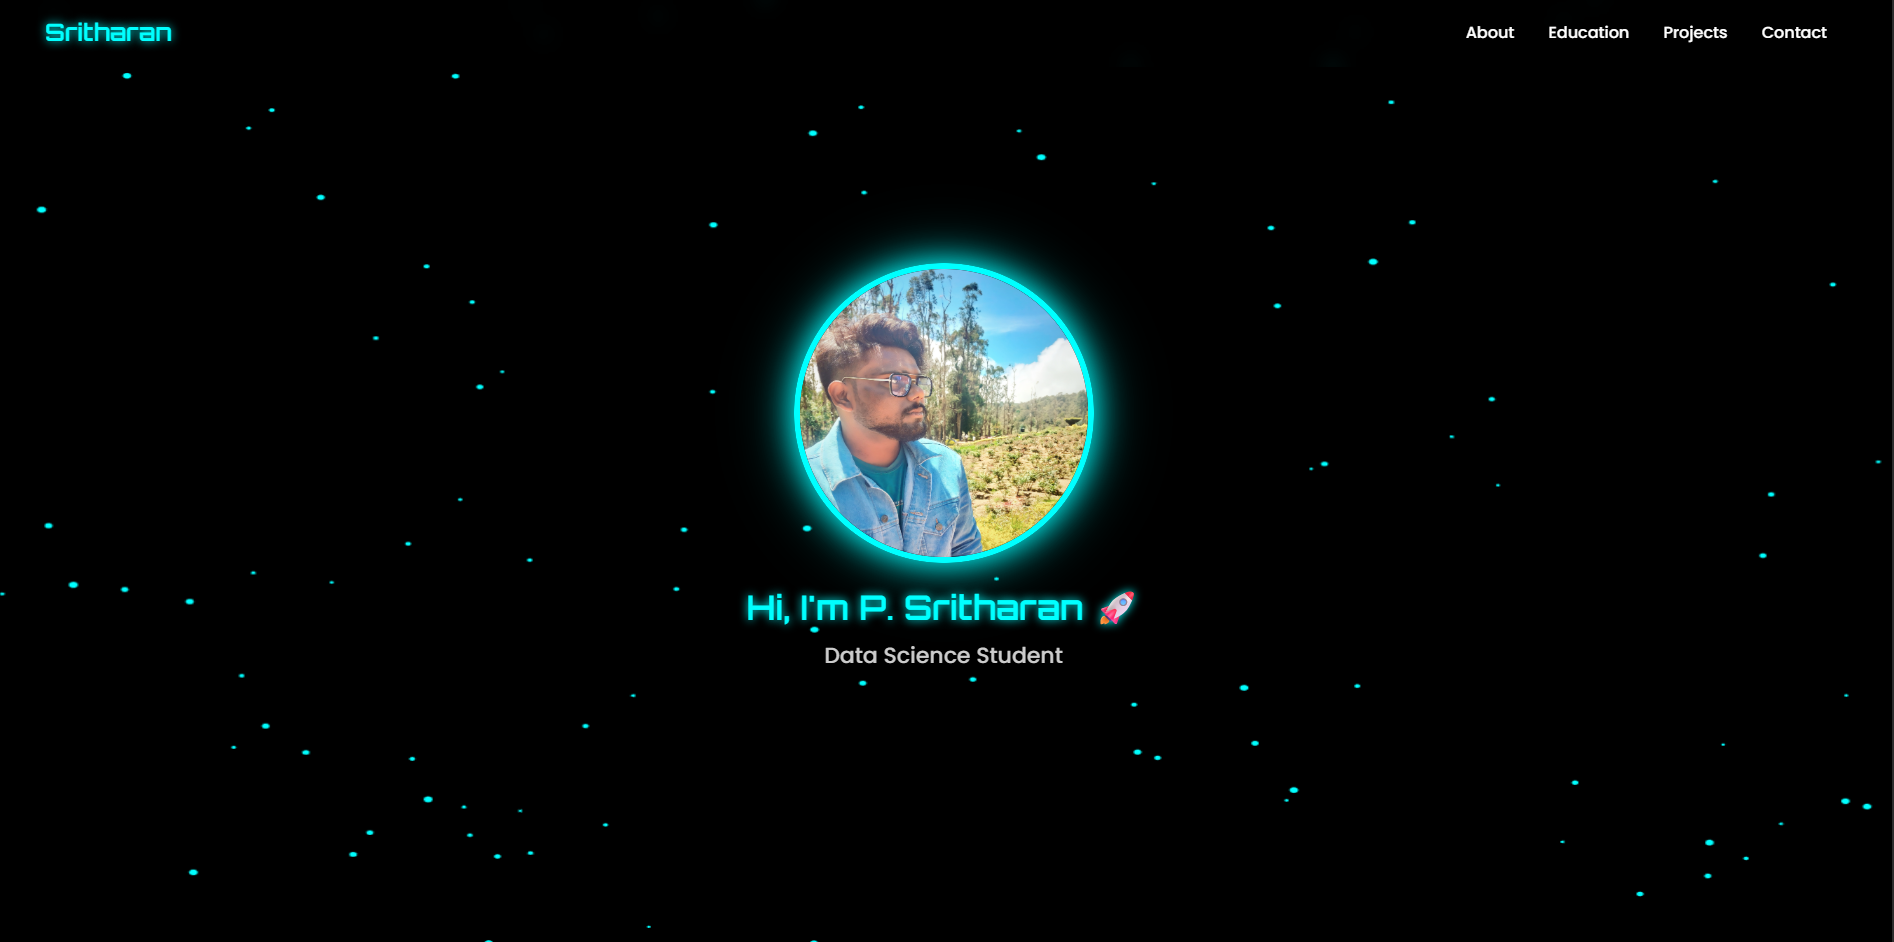 Sritharan
About Education Projects Contact
Hi, I'm P. Sritharan 🚀
Data Science Student